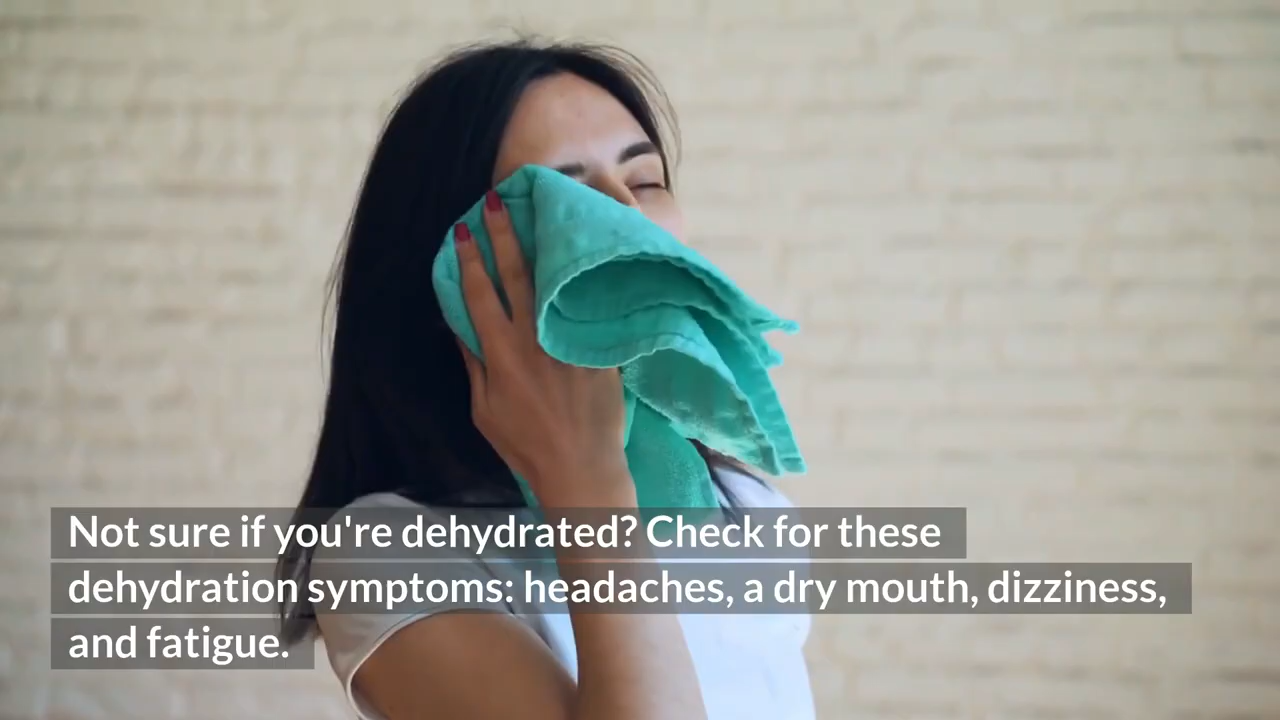 Not sure if you're dehydrated? Check for these
dehydration symptoms: headaches, a dry mouth, dizziness,
and fatigue.